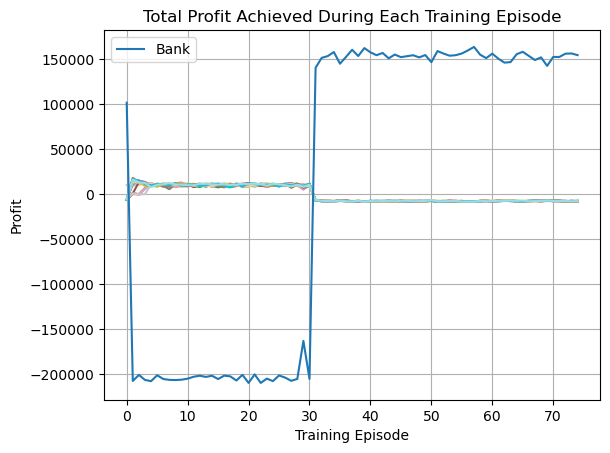 Total Profit Achieved During Each Training Episode
Bank
150000
100000
50000
0
−50000
−100000
−150000
−200000
Profit
0 10 20 30 40 50 60 70
Training Episode